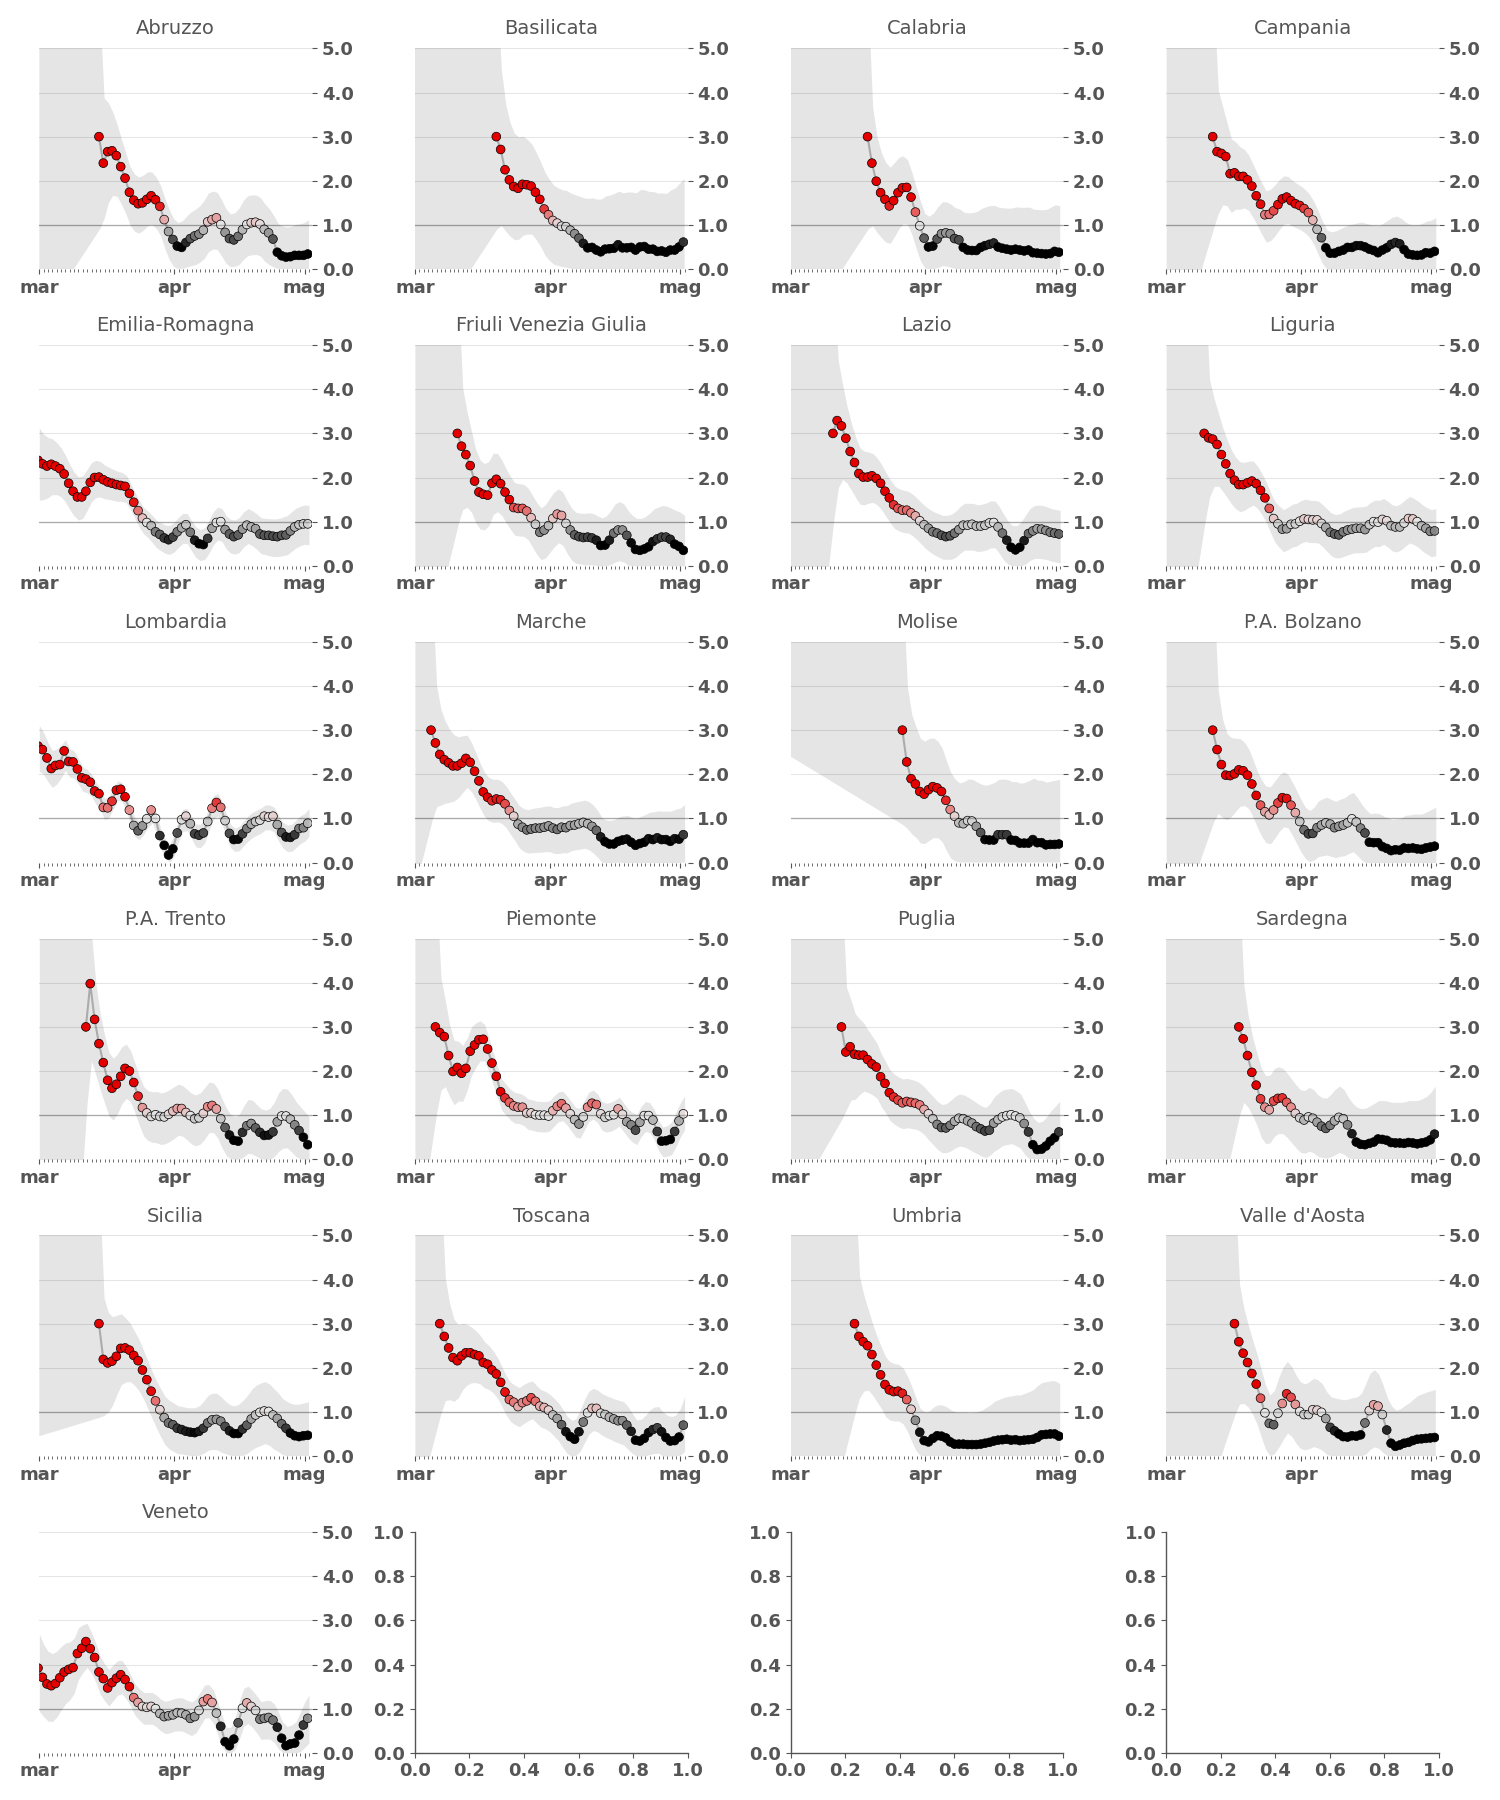 Abruzzo Basilicata Calabria Campania
5.0 5.0 5.0 5.0
4.0 4.0 4.0 4.0
3.0 3.0 3.0 3.0
2.0 2.0 2.0 2.0
1.0 1.0 1.0 1.0
0.0 0.0 0.0 0.0
mar apr mag mar apr mag mar apr mag mar apr mag
Emilia-Romagna Friuli Venezia Giulia Lazio Liguria
5.0 5.0 5.0 5.0
4.0 4.0 4.0 4.0
3.0 3.0 3.0 3.0
2.0 2.0 2.0 2.0
1.0 1.0 1.0 1.0
0.0 0.0 0.0 0.0
mar apr mag mar apr mag mar apr mag mar apr mag
Lombardia Marche Molise P.A. Bolzano
5.0 5.0 5.0 5.0
4.0 4.0 4.0 4.0
3.0 3.0 3.0 3.0
2.0 2.0 2.0 2.0
1.0 1.0 1.0 1.0
0.0 0.0 0.0 0.0
mar apr mag mar apr mag mar apr mag mar apr mag
P.A. Trento Piemonte Puglia Sardegna
5.0 5.0 5.0 5.0
4.0 4.0 4.0 4.0
3.0 3.0 3.0 3.0
2.0 2.0 2.0 2.0
1.0 1.0 1.0 1.0
0.0 0.0 0.0 0.0
mar apr mag mar apr mag mar apr mag mar apr mag
Sicilia Toscana Umbria Valle d'Aosta
5.0 5.0 5.0 5.0
4.0 4.0 4.0 4.0
3.0 3.0 3.0 3.0
2.0 2.0 2.0 2.0
1.0 1.0 1.0 1.0
0.0 0.0 0.0 0.0
mar apr mag mar apr mag mar apr mag mar apr mag
Veneto
5.0 1.0 1.0 1.0
4.0 0.8 0.8 0.8
3.0 0.6 0.6 0.6
2.0 0.4 0.4 0.4
1.0 0.2 0.2 0.2
0.0 0.0 0.0 0.0
mar apr mag 0.0 0.2 0.4 0.6 0.8 1.0 0.0 0.2 0.4 0.6 0.8 1.0 0.0 0.2 0.4 0.6 0.8 1.0